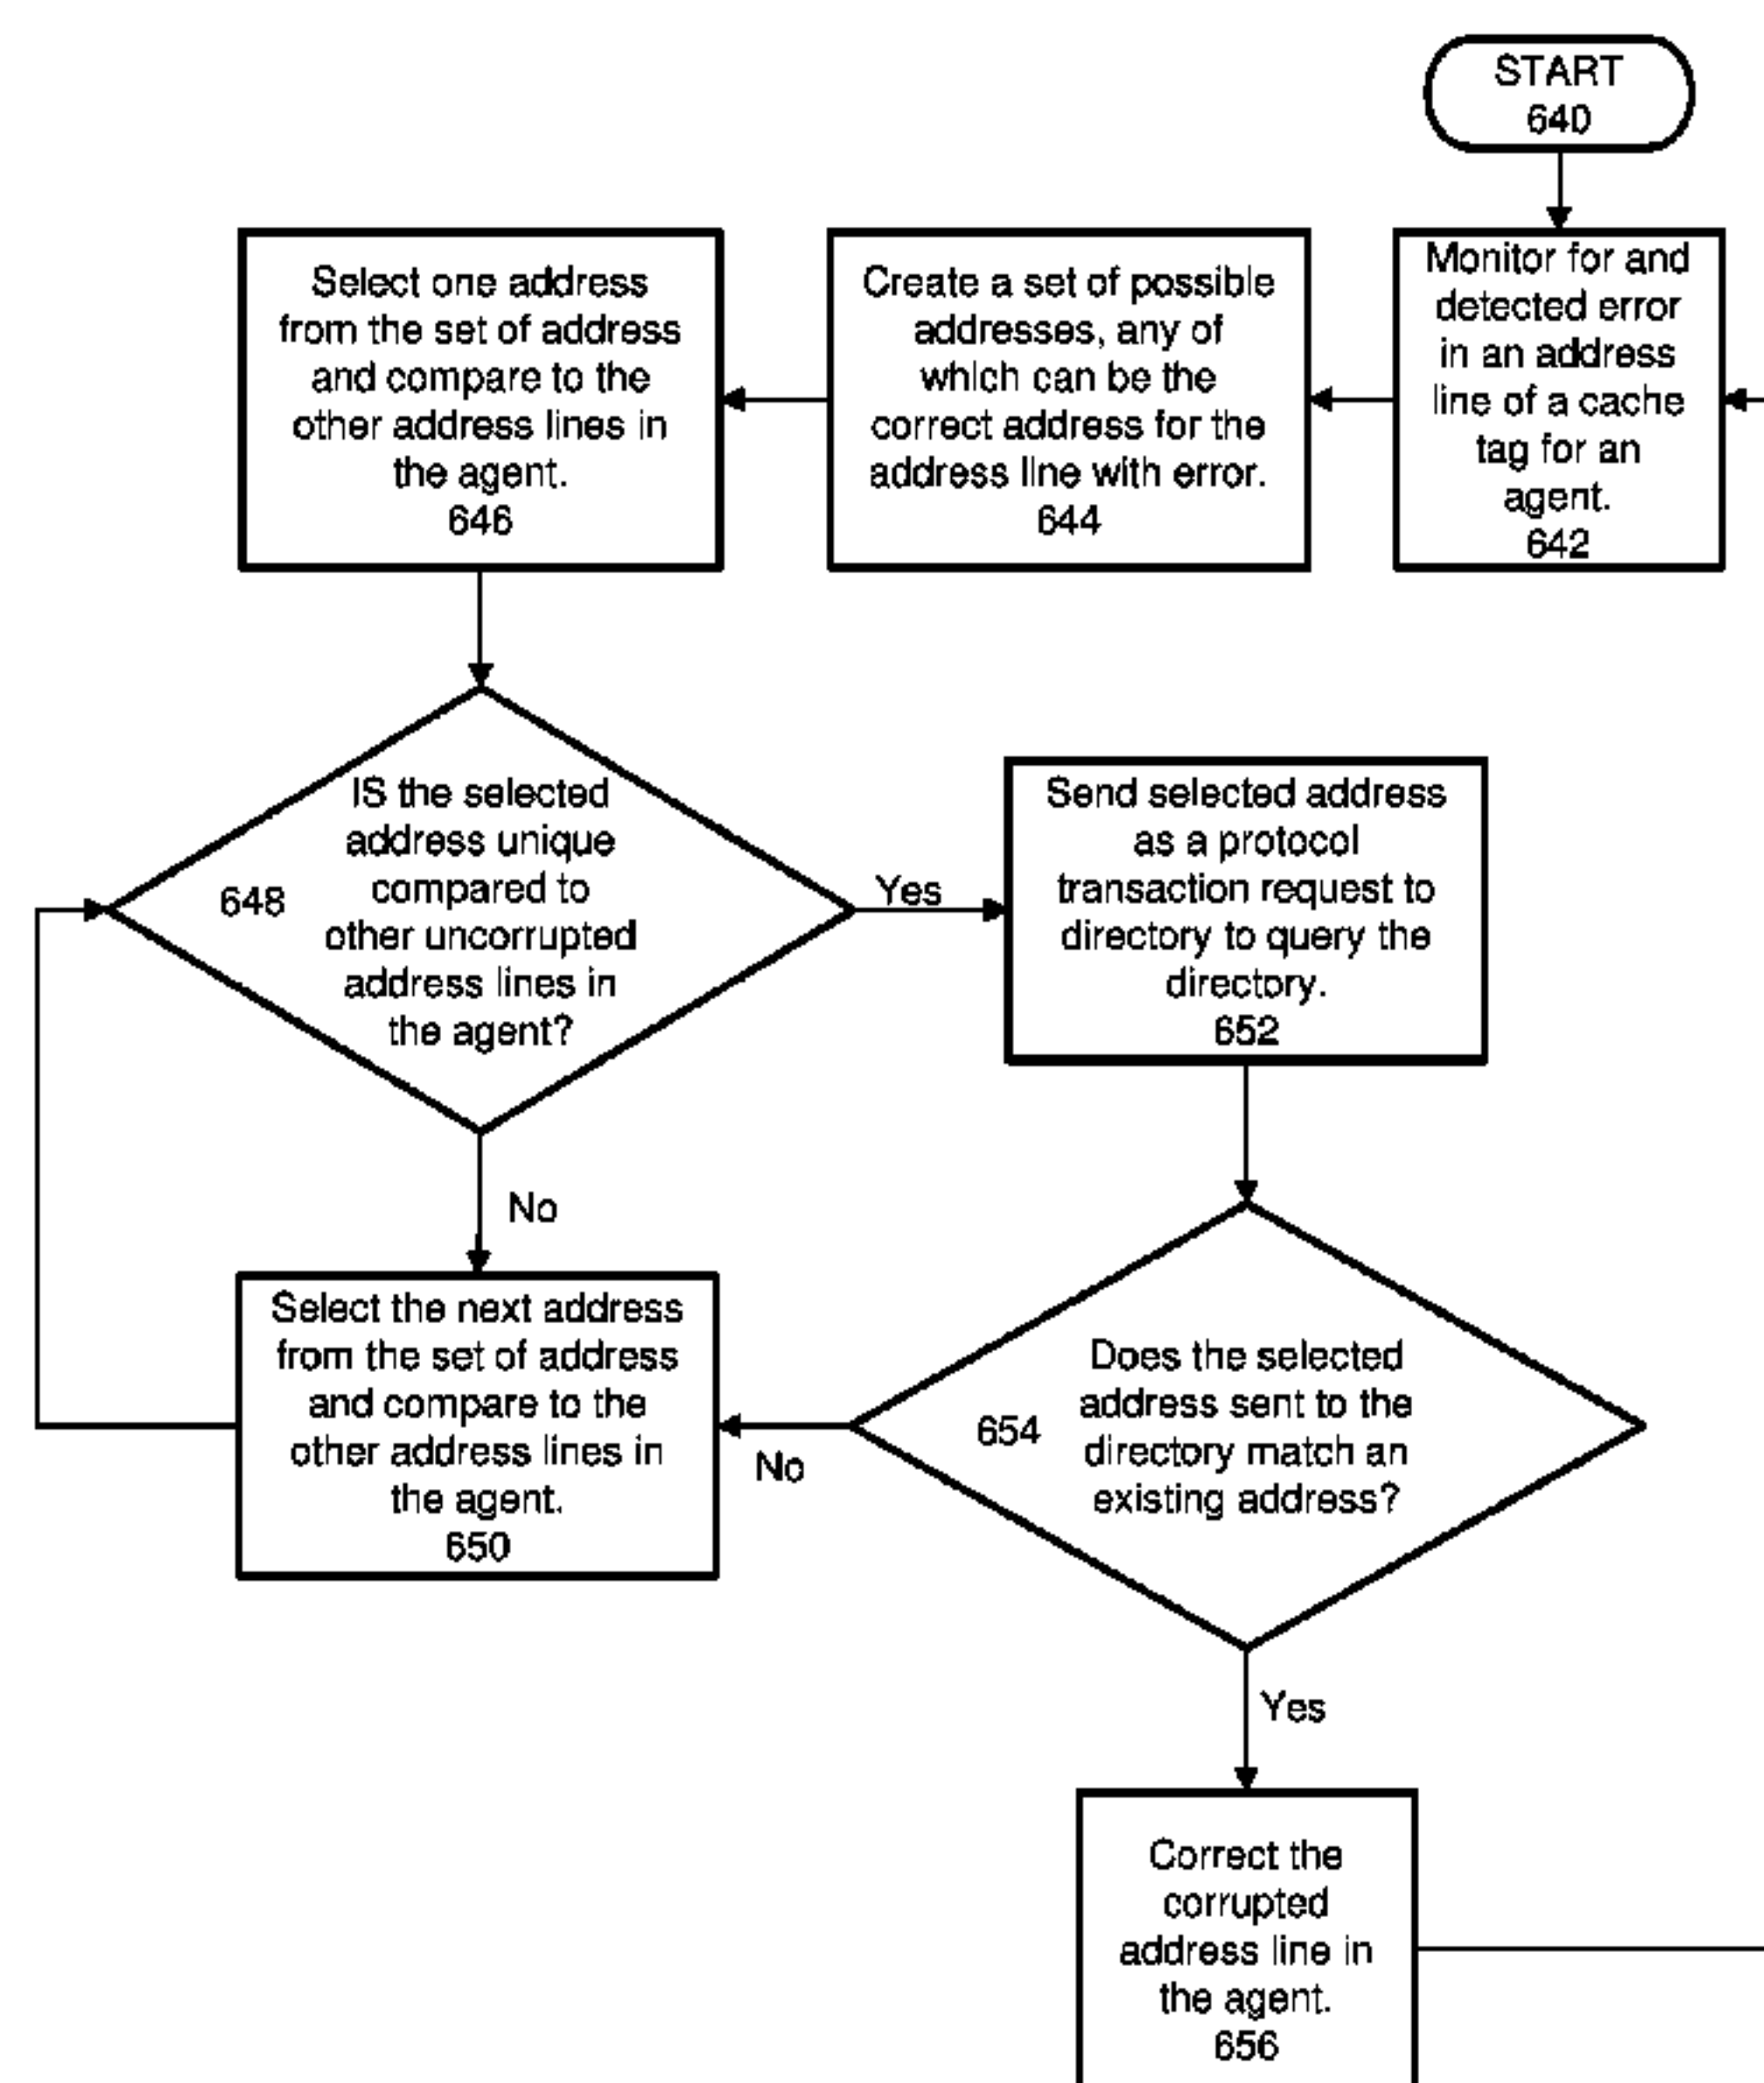 START
640
Monitor for and
detected error
in an address
line of a cache
tag for an
agent.
642
Create a set of possible
addresses, any of
which can be the
correct address for the
address line with error.
644
Select one address
from the set of address
and compare to the
other address lines in
the agent.
646
IS the selected
address unique
compared to
other uncorrupted
address lines in
the agent?
648
Yes
No
Send selected address
as a protocol
transaction request to
directory to query the
directory.
652
Select the next address
from the set of address
and compare to the
other address lines in
the agent.
650
Does the selected
address sent to the
directory match an
existing address?
654
No
Yes
Correct the
corrupted
address line in
the agent.
656